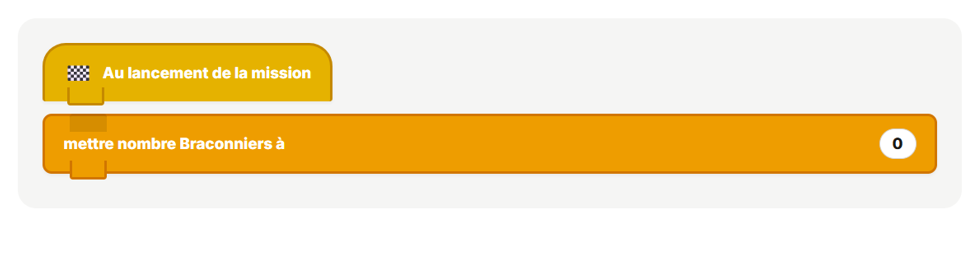 Au lancement de la mission
mettre nombre Braconniers à 0